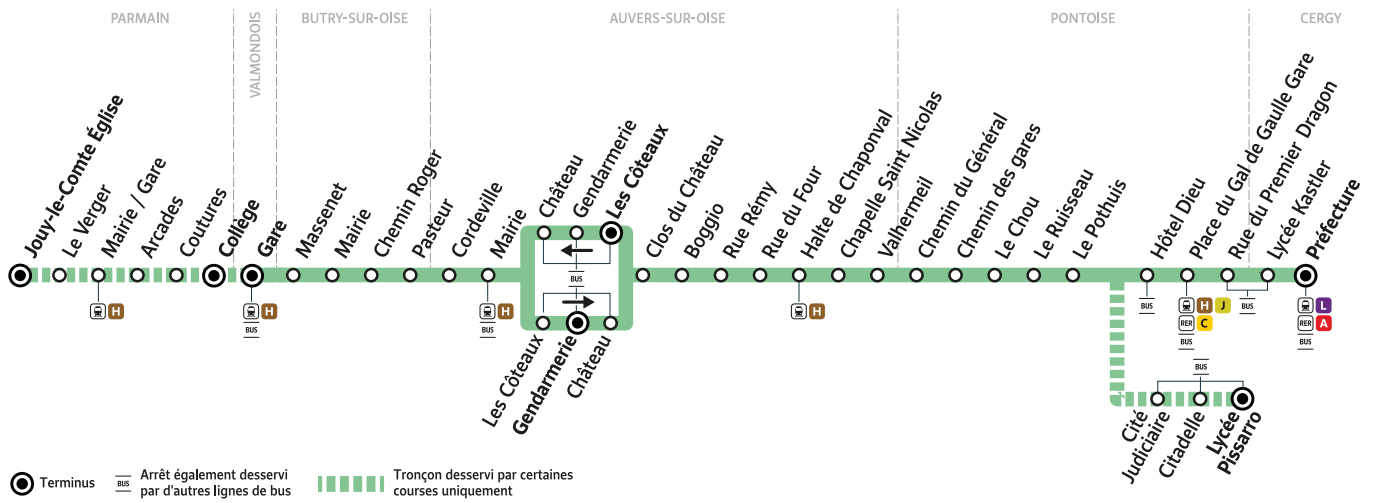 PARMAIN
VALMONDOIS
BUTRY-SUR-OISE
AUVERS-SUR-OISE
PONTOISE
CERGY
Jouy-le-Comte Église
Le Verger
Mairie / Gare
Arcades
Coutures
Collège
Gare
Massenet
Mairie
Chemin Roger
Pasteur
Cordeville
Mairie
Château
Gendarmerie
Les Côteaux
Clos du Château
Boggio
Rue Rémy
Rue du Four
Halte de Chaponval
Chapelle Saint Nicolas
Valhermeil
Chemin du Général
Chemin des gares
Le Chou
Le Ruisseau
Le Pothuis
Hôtel Dieu
Place du Gal de Gaulle Gare
Rue du Premier Dragon
Lycée Kastler
Préfecture
BUS
H
H
BUS
H
BUS
H
BUS
H
J
RER
C
BUS
BUS
L
RER
A
BUS
Les Côteaux
Gendarmerie
Château
BUS
Cité
Judiciaire
Citadelle
Lycée
Pissarro
Terminus
BUS
Arrêt également desservi
par d'autres lignes de bus
Tronçon desservi par certaines
courses uniquement